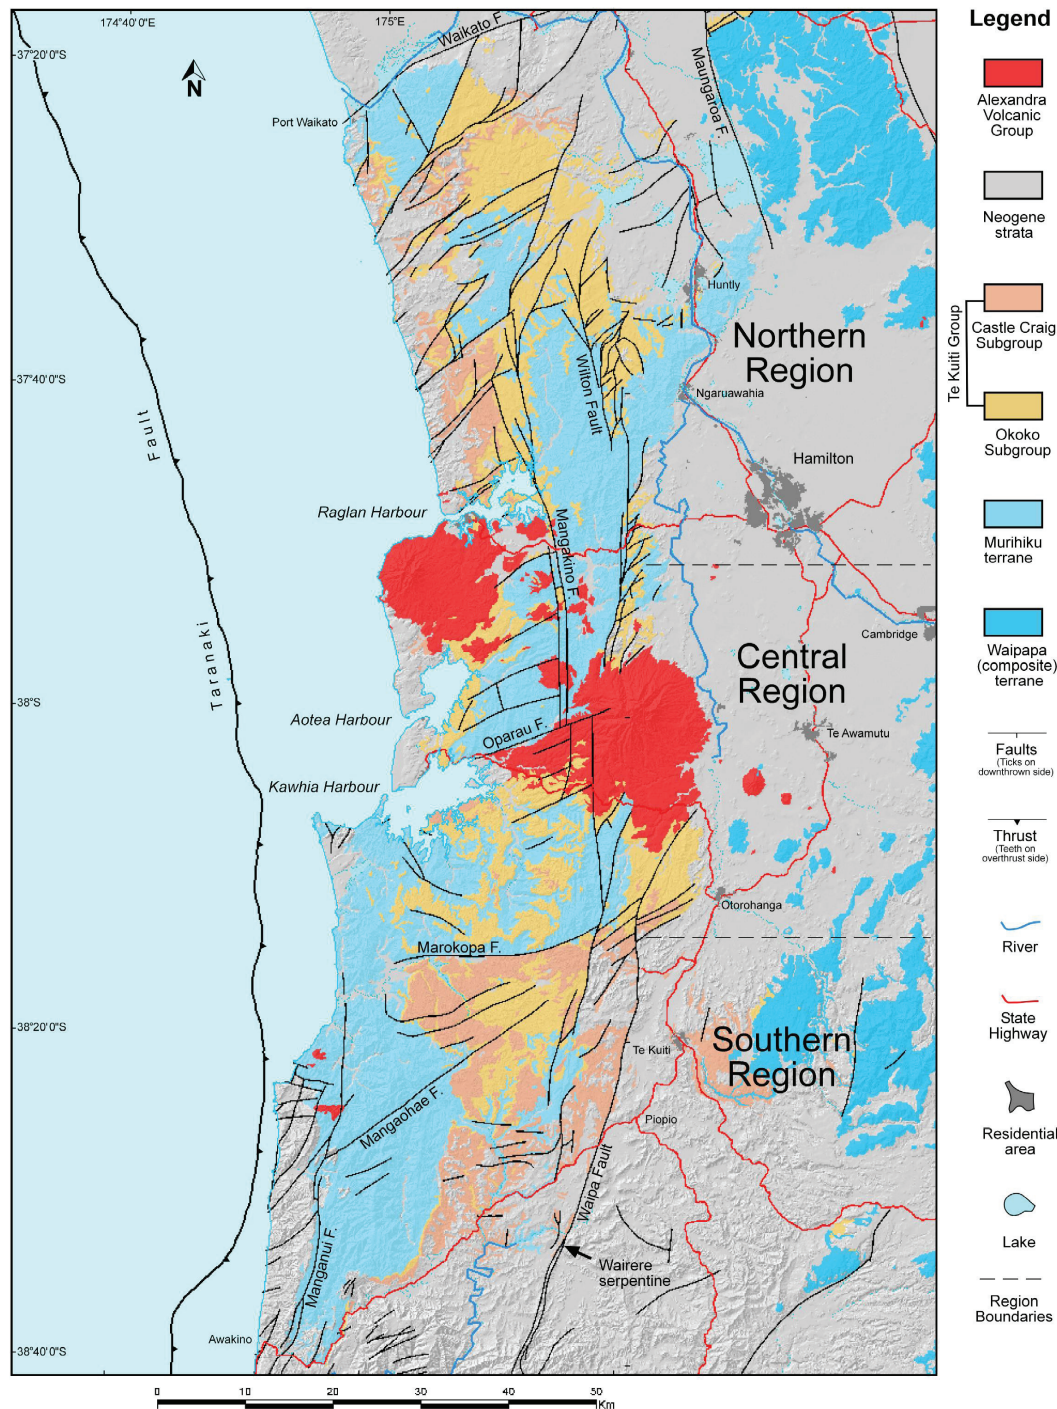 174°40'0"E
175°E
37°20'0"S
37°40'0"S
38°S
38°20'0"S
38°40'0"S
N
Waikato F.
Maungaroa F.
Port Waikato
Huntly
Northern
Region
Wilton Fault
Ngaruawahia
Hamilton
Fault
Taranaki
Raglan Harbour
Mangakino F.
Cambridge
Central
Region
Aotea Harbour
Oparau F.
Te Awamutu
Kawhia Harbour
Otorohanga
Marokopa F.
Southern
Region
Te Kuiti
Mangaohae F.
Piopio
Waipa Fault
Manganui F.
Wairere
serpentine
Awakino
0 10 20 30 40 50
Km
Legend
Alexandra
Volcanic
Group
Neogene
strata
Te Kuiti Group
Castle Craig
Subgroup
Okoko
Subgroup
Murihiku
terrane
Waipapa
(composite)
terrane
Faults
(Ticks on
downthrown side)
Thrust
(Teeth on
overthrust side)
River
State
Highway
Residential
area
Lake
Region
Boundaries